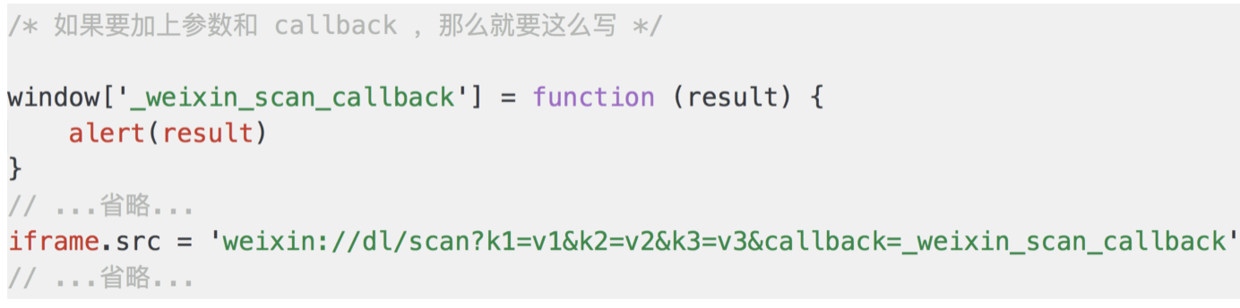 /* 如果要加上参数和 callback ，那么就要这么写 */
window['_weixin_scan_callback'] = function (result) {
    alert(result)
}
// ...省略...
iframe.src = 'weixin://dl/scan?k1=v1&k2=v2&k3=v3&callback=_weixin_scan_callback'
// ...省略...